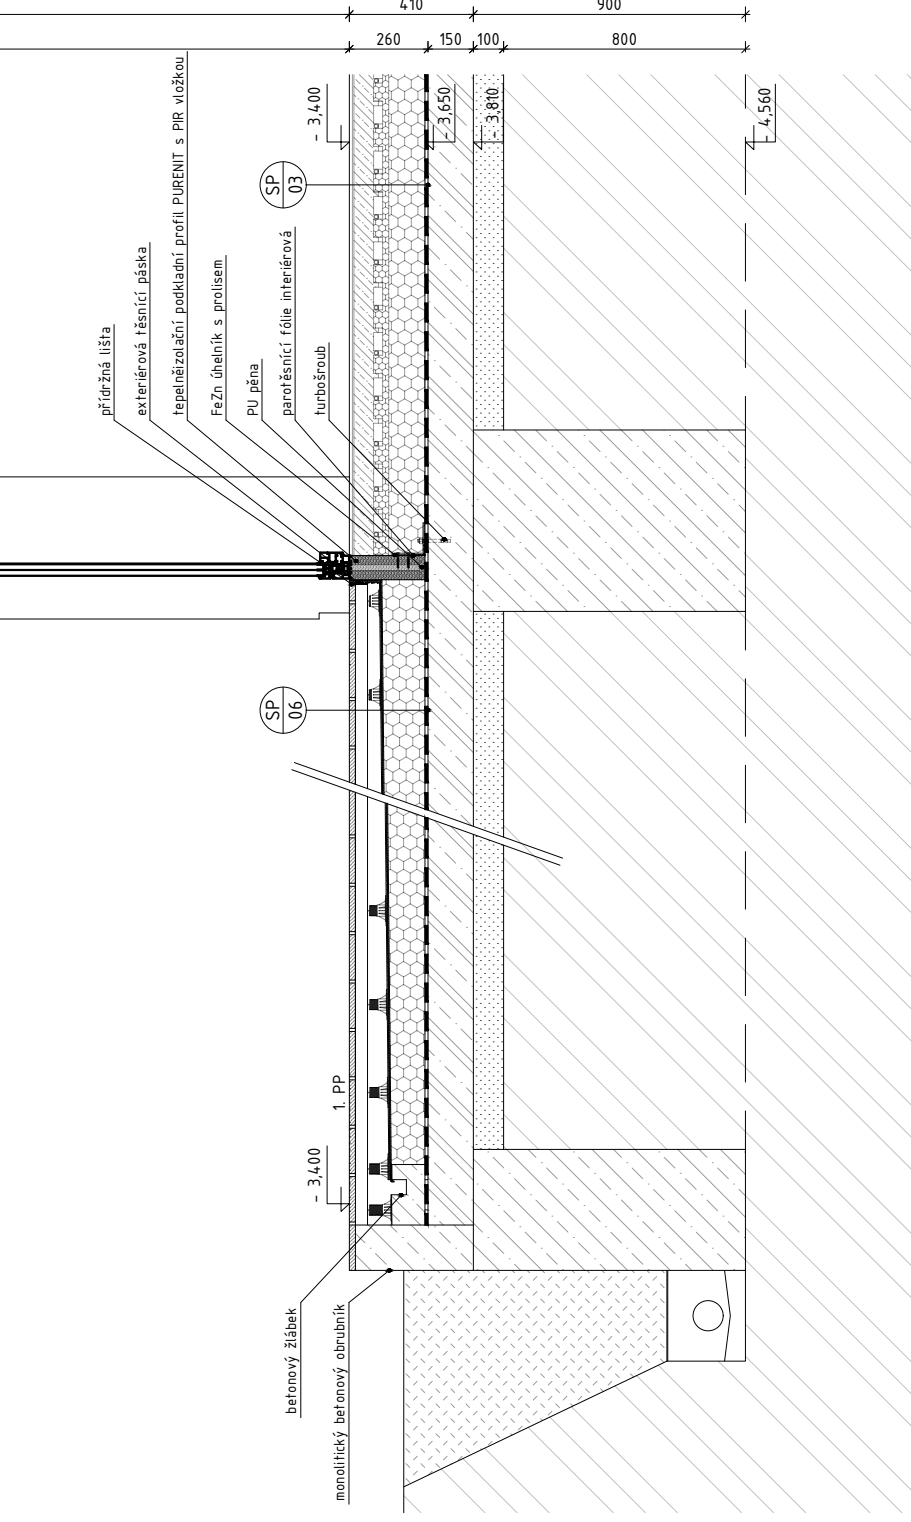 410
900
260
150
100
800
- 3,400
- 3,650
- 3,810
- 4,560
SP
03
přídržná lišta
exteriérová těsnící páska
tepelněizolační podkladní profil PURENIT s PIR vložkou
FeZn úhelník s prolisem
PU pěna
parotěsnící fólie interiérová
turbošroub
SP
06
1. PP
- 3,400
betonový žlábek
monolitický betonový obrubník